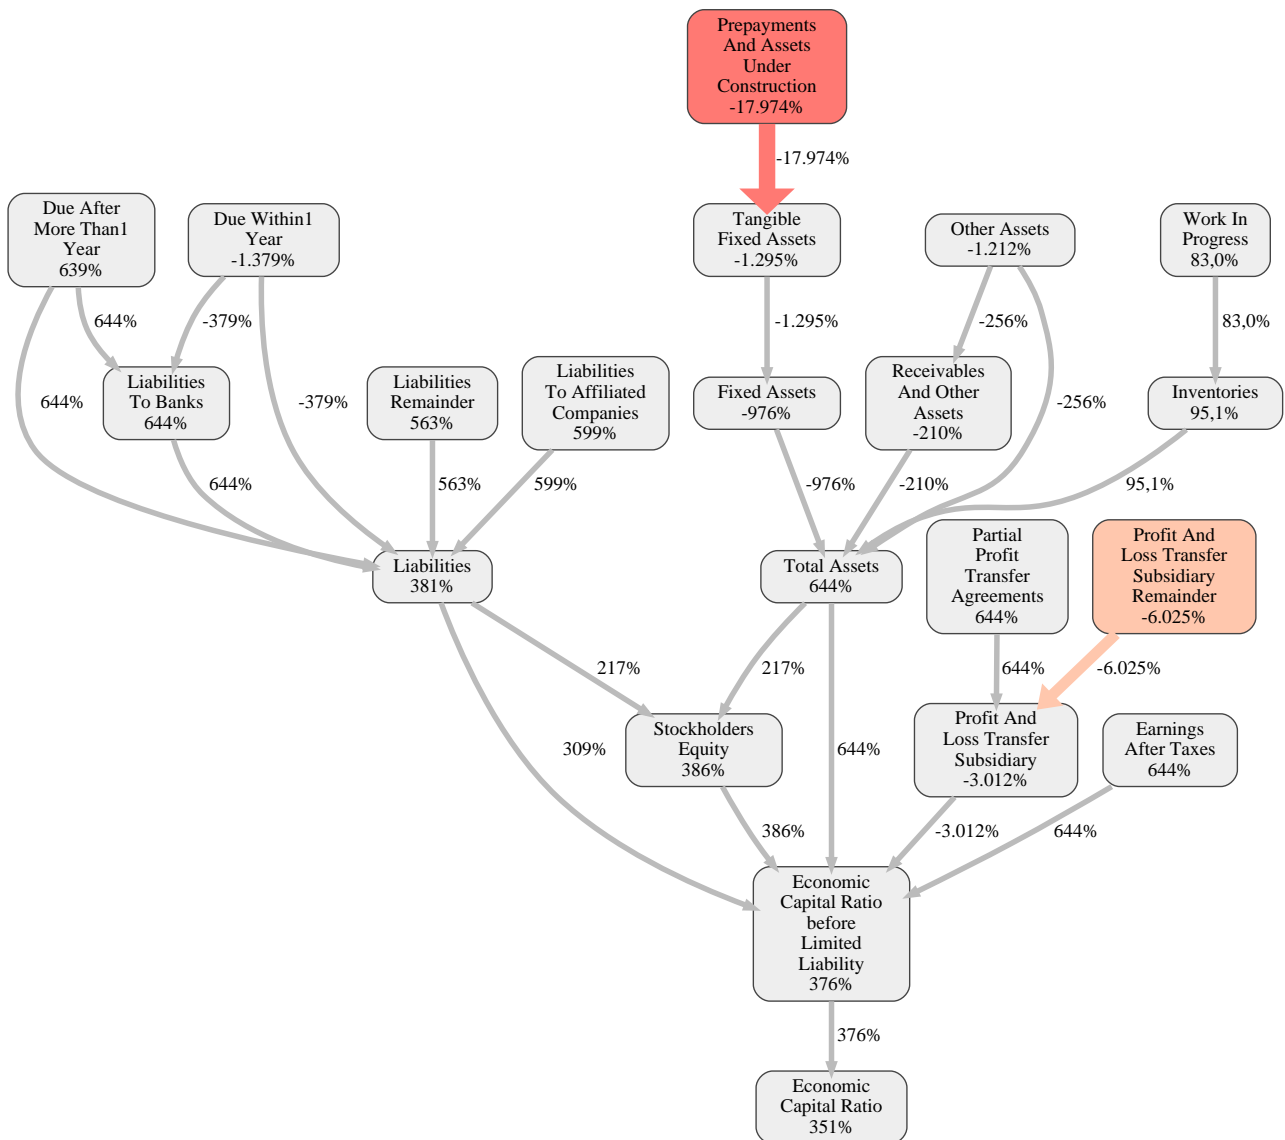 Prepayments
And Assets
Under
Construction
-17.974%
-17.974%
Due After
More Than1
Year
639%
Due Within1
Year
-1.379%
Tangible
Fixed Assets
-1.295%
Other Assets
-1.212%
Work In
Progress
83,0%
644%
-379%
-1.295%
-256%
83,0%
Liabilities
To Banks
644%
Liabilities
Remainder
563%
Liabilities
To Affiliated
Companies
599%
Fixed Assets
-976%
Receivables
And Other
Assets
-210%
Inventories
95,1%
644%
-379%
-256%
644%
563%
599%
-976%
-210%
95,1%
Liabilities
381%
Total Assets
644%
Partial
Profit
Transfer
Agreements
644%
Profit And
Loss Transfer
Subsidiary
Remainder
-6.025%
217%
217%
644%
-6.025%
309%
Stockholders
Equity
386%
644%
Profit And
Loss Transfer
Subsidiary
-3.012%
Earnings
After Taxes
644%
386%
-3.012%
644%
Economic
Capital Ratio
before
Limited
Liability
376%
376%
Economic
Capital Ratio
351%